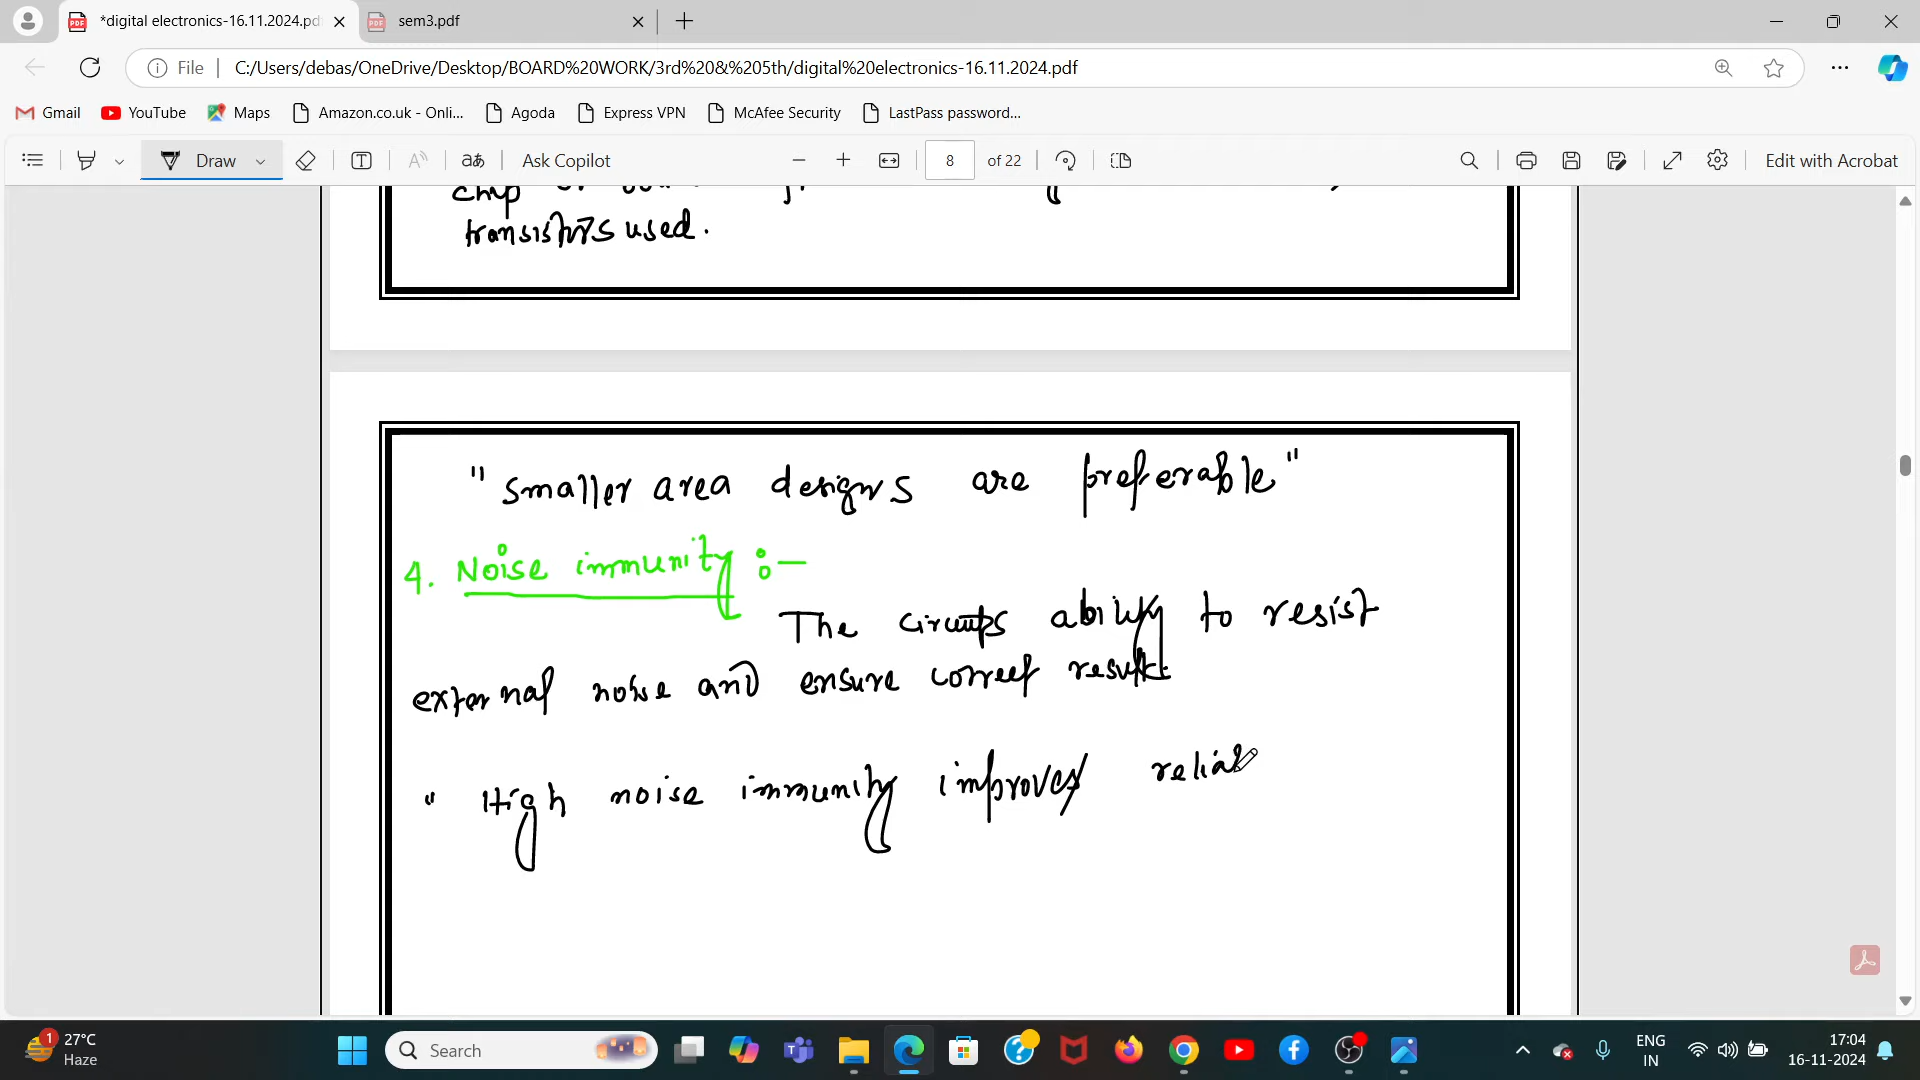 *digital electronics-16.11.2024.pd
sem3.pdf
File
C:/Users/debas/OneDrive/Desktop/BOARD%20WORK/3rd%20&%205th/digital%20electronics-16.11.2024.pdf
Gmail YouTube Maps Amazon.co.uk - Onli... Agoda Express VPN McAfee Security LastPass password...
Draw Ask Copilot 8 of 22 Edit with Acrobat
chip
transistors used.
"smaller area designs are preferable"
4. Noise immunity :-
The circuits ability to resist
external noise and ensure correct results
" High noise immunity improves reliab
1 27°C
Haze
Search
ENG
IN
17:04
16-11-2024